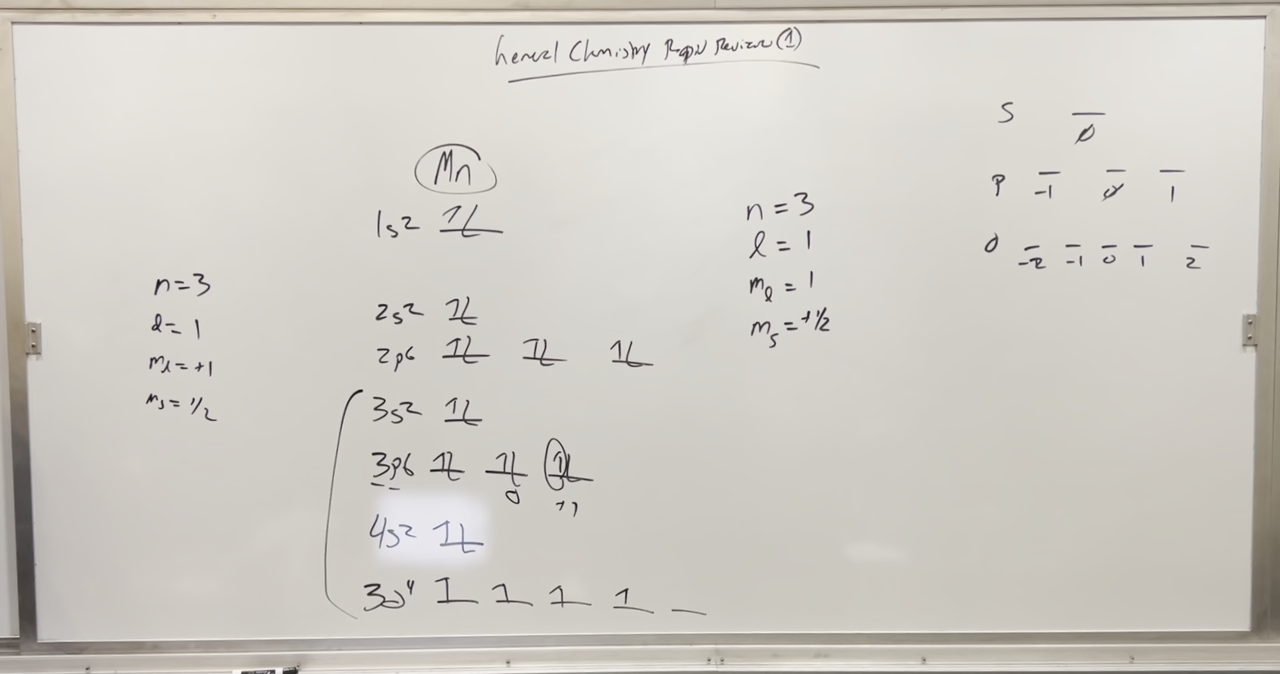 General Chemistry Rapid Review (1)
Mn
1s2 1L
2s2 1L
2p6 1L 1L 1L
3s2 1L
3p6 1L 1L 1L
0 +1
4s2 1L
3d4 1 1 1 1
n=3
l= 1
ml= +1
ms= 1/2
n = 3
l = 1
ml = 1
ms = +1/2
S
0
p
-1 0 1
d
-2 -1 0 1 2